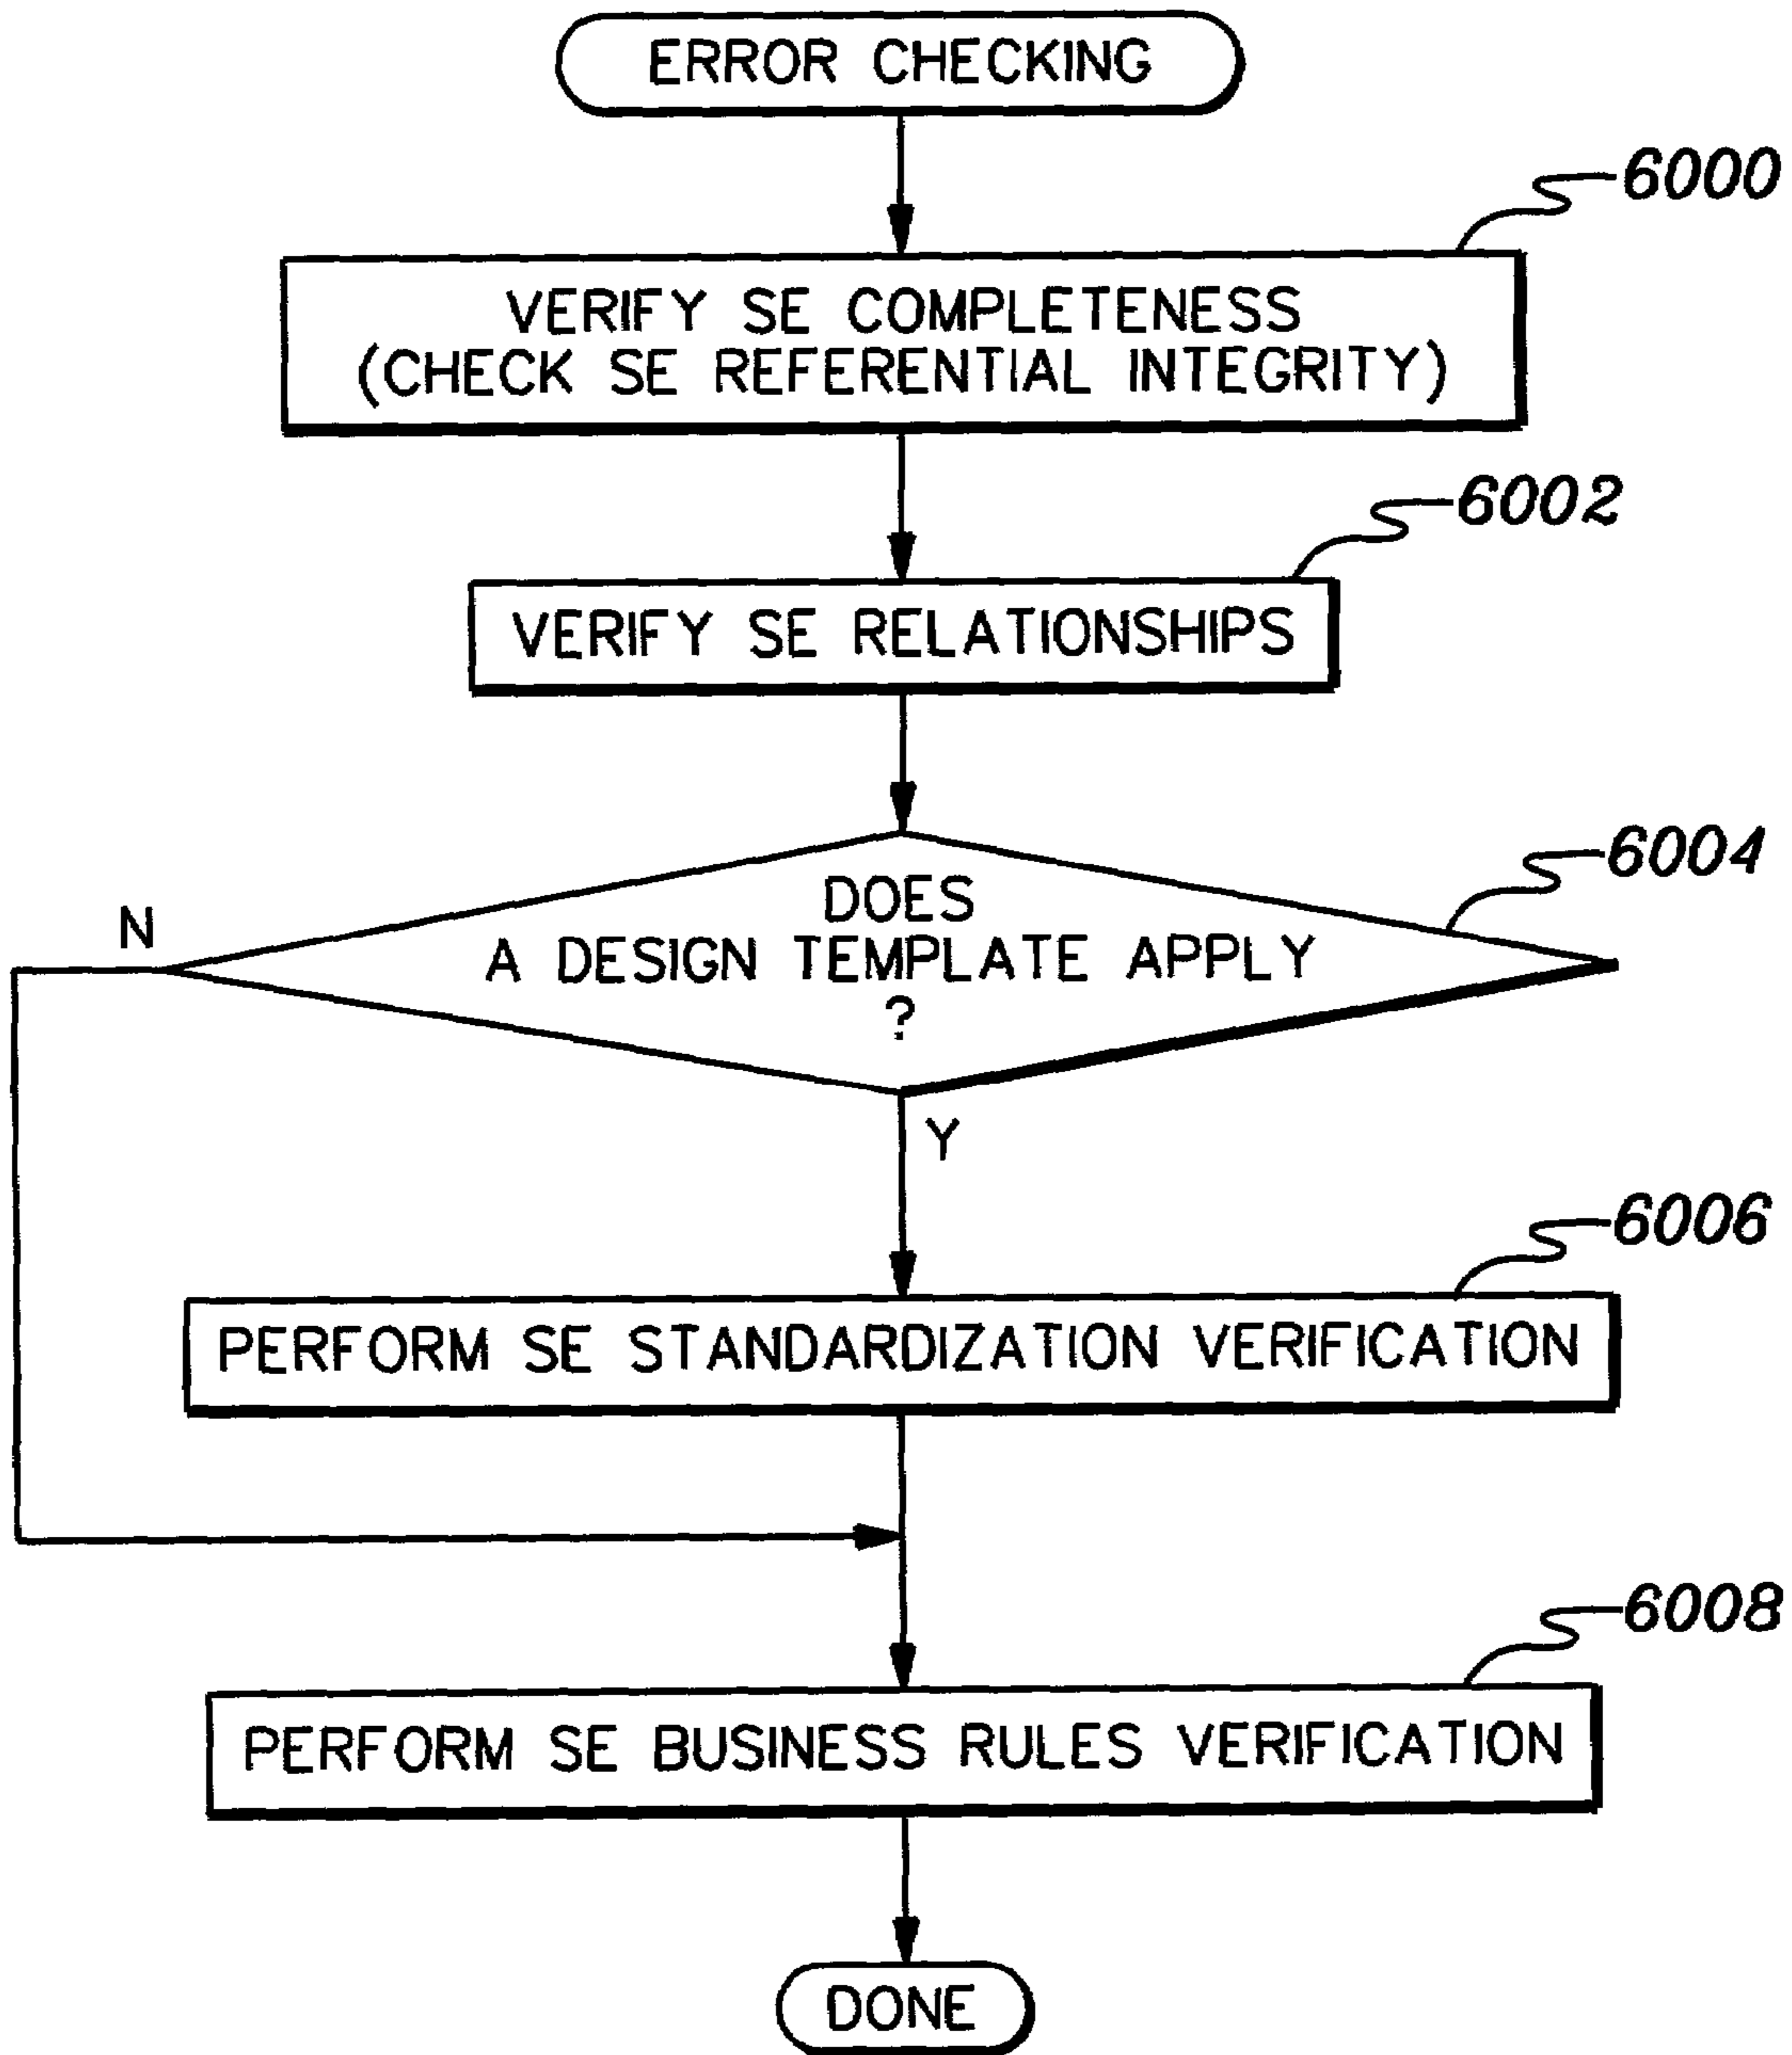 ERROR CHECKING
6000
VERIFY SE COMPLETENESS
(CHECK SE REFERENTIAL INTEGRITY)
6002
VERIFY SE RELATIONSHIPS
6004
DOES
A DESIGN TEMPLATE APPLY
?
N
Y
6006
PERFORM SE STANDARDIZATION VERIFICATION
6008
PERFORM SE BUSINESS RULES VERIFICATION
DONE